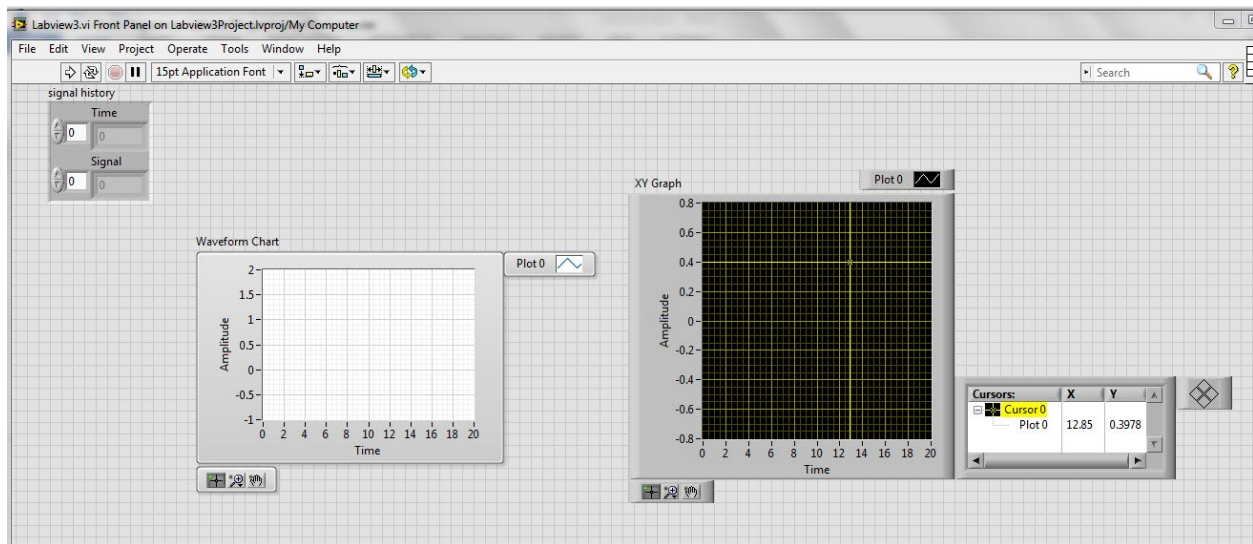 Labview3.vi Front Panel on Labview3Project.lvproj/My Computer
File Edit View Project Operate Tools Window Help
15pt Application Font
Search
signal history
Time
0 0
Signal
0 0
Waveform Chart
Plot 0
2
1.5
1
0.5
0
-0.5
-1
Amplitude
0 2 4 6 8 10 12 14 16 18 20
Time
XY Graph
Plot 0
0.8
0.6
0.4
0.2
0
-0.2
-0.4
-0.6
-0.8
Amplitude
0 2 4 6 8 10 12 14 16 18 20
Time
Cursors: X Y
Cursor 0
Plot 0 12.85 0.3978